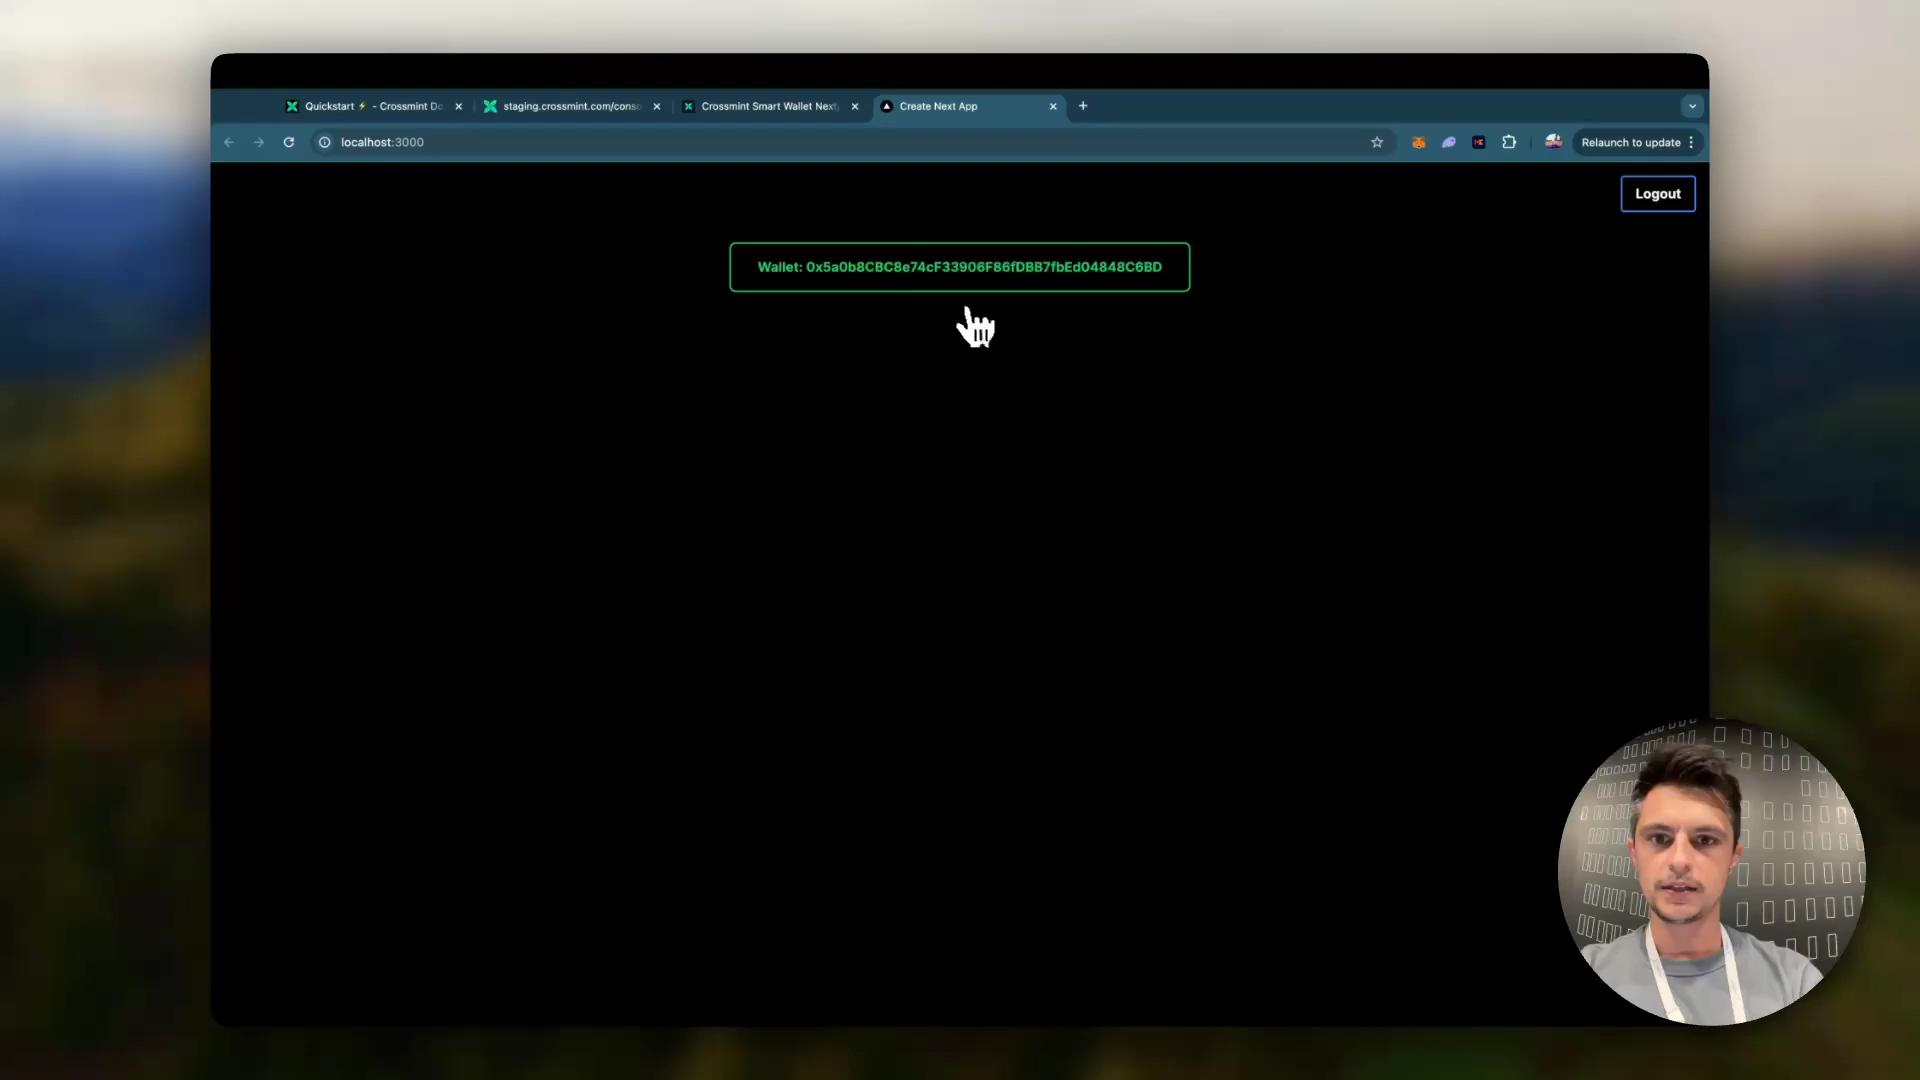 Quickstart ⚡ - Crossmint Do
staging.crossmint.com/conso
Crossmint Smart Wallet Next
Create Next App
localhost:3000
Relaunch to update
Logout
Wallet: 0x5a0b8CBC8e74cF33906F86fDBB7fbEd04848C6BD